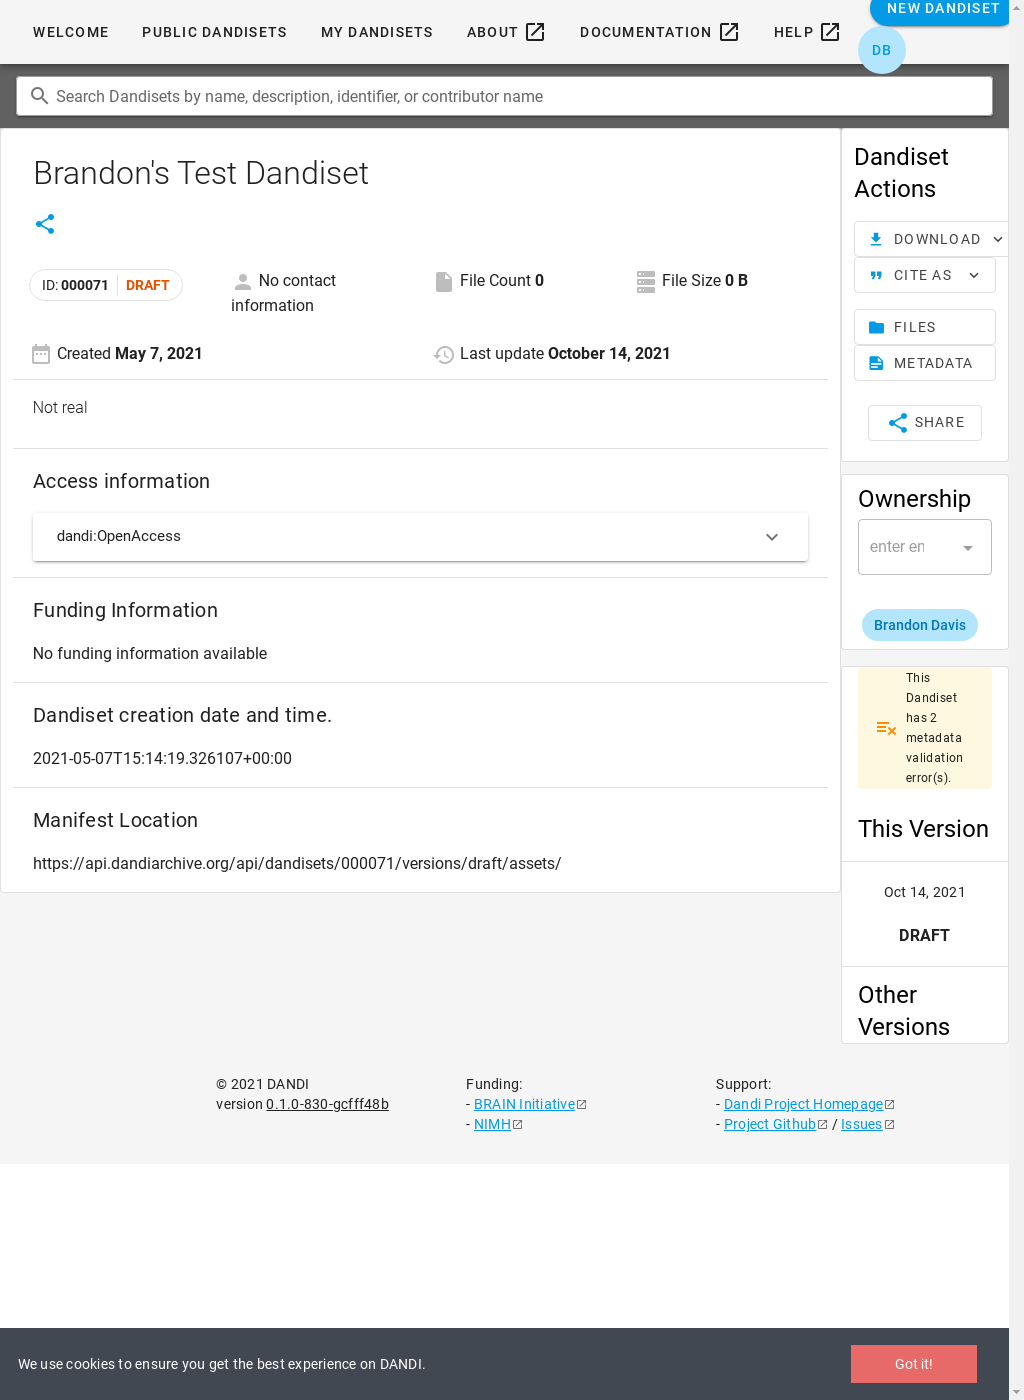 WELCOME
PUBLIC DANDISETS
MY DANDISETS
ABOUT
DOCUMENTATION
HELP
NEW DANDISET
DB
Search Dandisets by name, description, identifier, or contributor name
Brandon's Test Dandiset
ID: 000071 DRAFT
No contact
information
File Count 0
File Size 0 B
Created May 7, 2021
Last update October 14, 2021
Not real
Access information
dandi:OpenAccess
Funding Information
No funding information available
Dandiset creation date and time.
2021-05-07T15:14:19.326107+00:00
Manifest Location
https://api.dandiarchive.org/api/dandisets/000071/versions/draft/assets/
Dandiset
Actions
DOWNLOAD
CITE AS
FILES
METADATA
SHARE
Ownership
enter en
Brandon Davis
This
Dandiset
has 2
metadata
validation
error(s).
This Version
Oct 14, 2021
DRAFT
Other
Versions
© 2021 DANDI
version 0.1.0-830-gcfff48b
Funding:
- BRAIN Initiative
- NIMH
Support:
- Dandi Project Homepage
- Project Github / Issues
We use cookies to ensure you get the best experience on DANDI.
Got it!